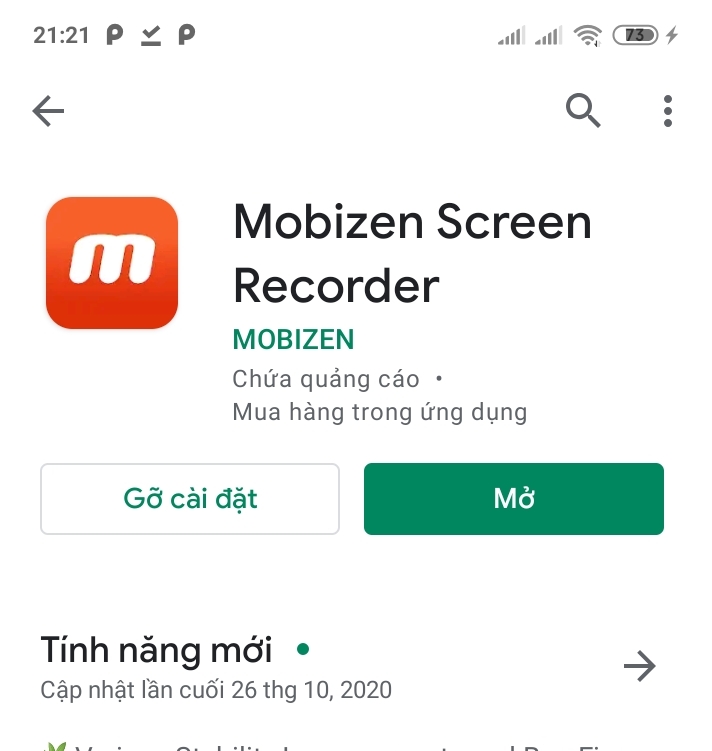 21:21
73
m
Mobizen Screen
Recorder
MOBIZEN
Chứa quảng cáo •
Mua hàng trong ứng dụng
Gỡ cài đặt
Mở
Tính năng mới •
Cập nhật lần cuối 26 thg 10, 2020